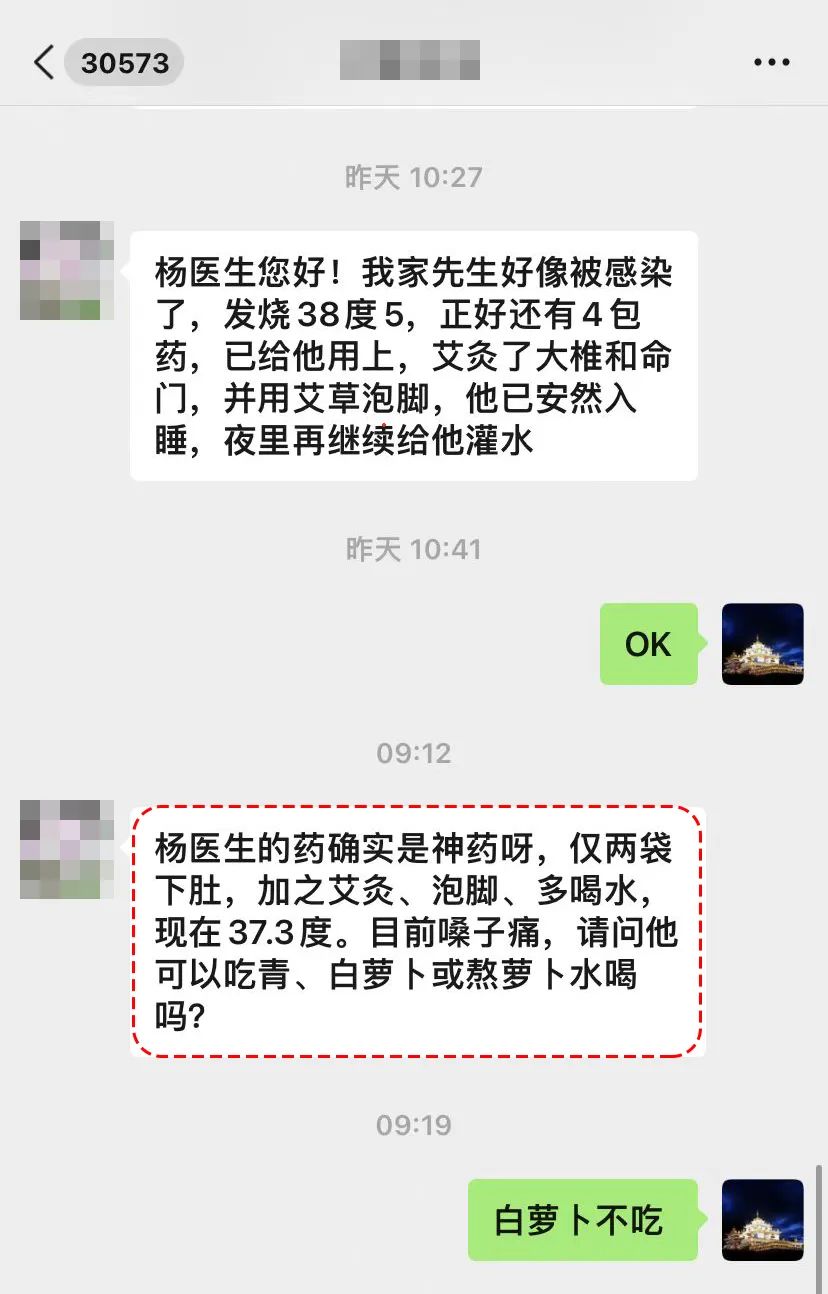 30573
昨天 10:27
杨医生您好！我家先生好像被感染
了，发烧38度5，正好还有4包
药，已给他用上，艾灸了大椎和命
门，并用艾草泡脚，他已安然入
睡，夜里再继续给他灌水
昨天 10:41
OK
09:12
杨医生的药确实是神药呀，仅两袋
下肚，加之艾灸、泡脚、多喝水，
现在37.3度。目前嗓子痛，请问他
可以吃青、白萝卜或熬萝卜水喝
吗?
09:19
白萝卜不吃